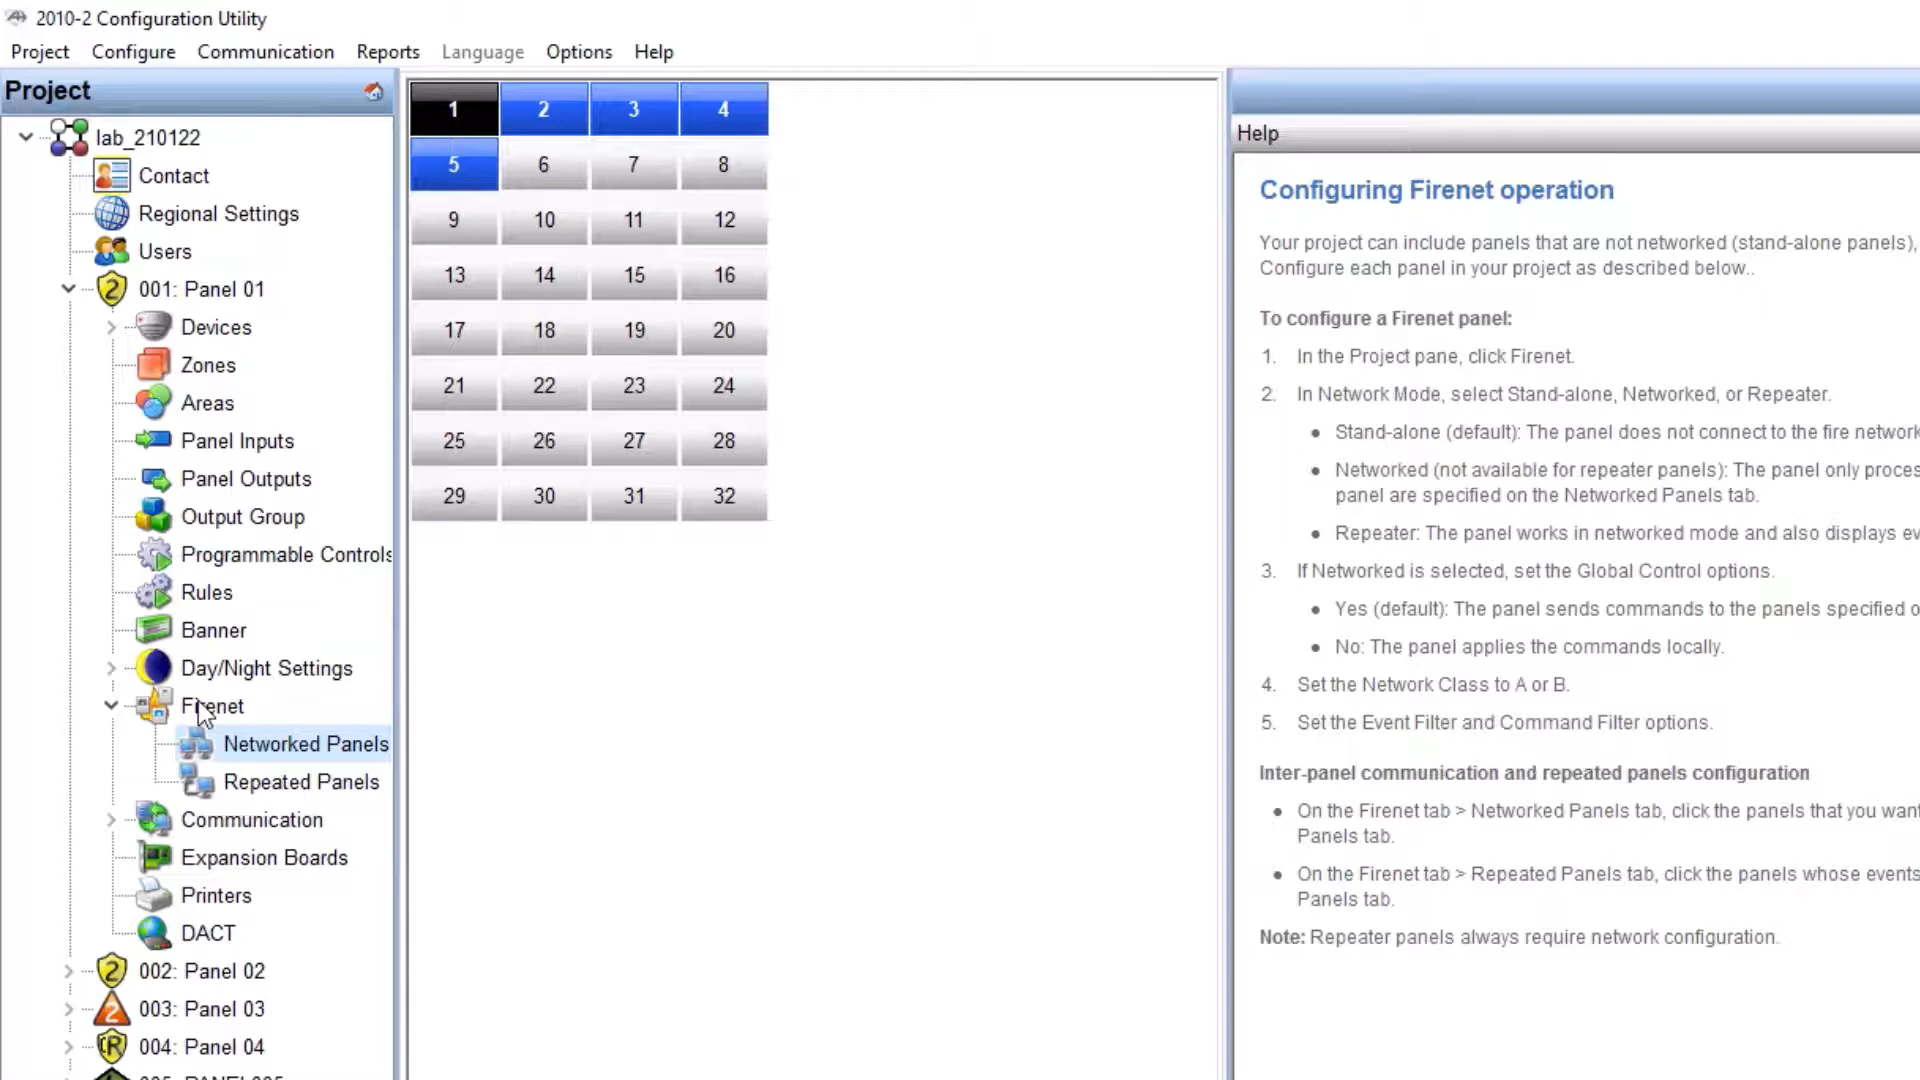 2010-2 Configuration Utility
Project Configure Communication Reports Language Options Help
Project
lab_210122
Contact
Regional Settings
Users
001: Panel 01
Devices
Zones
Areas
Panel Inputs
Panel Outputs
Output Group
Programmable Controls
Rules
Banner
Day/Night Settings
Firenet
Networked Panels
Repeated Panels
Communication
Expansion Boards
Printers
DACT
002: Panel 02
003: Panel 03
004: Panel 04
1 2 3 4
5 6 7 8
9 10 11 12
13 14 15 16
17 18 19 20
21 22 23 24
25 26 27 28
29 30 31 32
Help
Configuring Firenet operation
Your project can include panels that are not networked (stand-alone panels),
Configure each panel in your project as described below..
To configure a Firenet panel:
1. In the Project pane, click Firenet.
2. In Network Mode, select Stand-alone, Networked, or Repeater.
• Stand-alone (default): The panel does not connect to the fire network
• Networked (not available for repeater panels): The panel only proces
panel are specified on the Networked Panels tab.
• Repeater: The panel works in networked mode and also displays ev
3. If Networked is selected, set the Global Control options.
• Yes (default): The panel sends commands to the panels specified o
• No: The panel applies the commands locally.
4. Set the Network Class to A or B.
5. Set the Event Filter and Command Filter options.
Inter-panel communication and repeated panels configuration
• On the Firenet tab > Networked Panels tab, click the panels that you want
Panels tab.
• On the Firenet tab > Repeated Panels tab, click the panels whose events
Panels tab.
Note: Repeater panels always require network configuration.